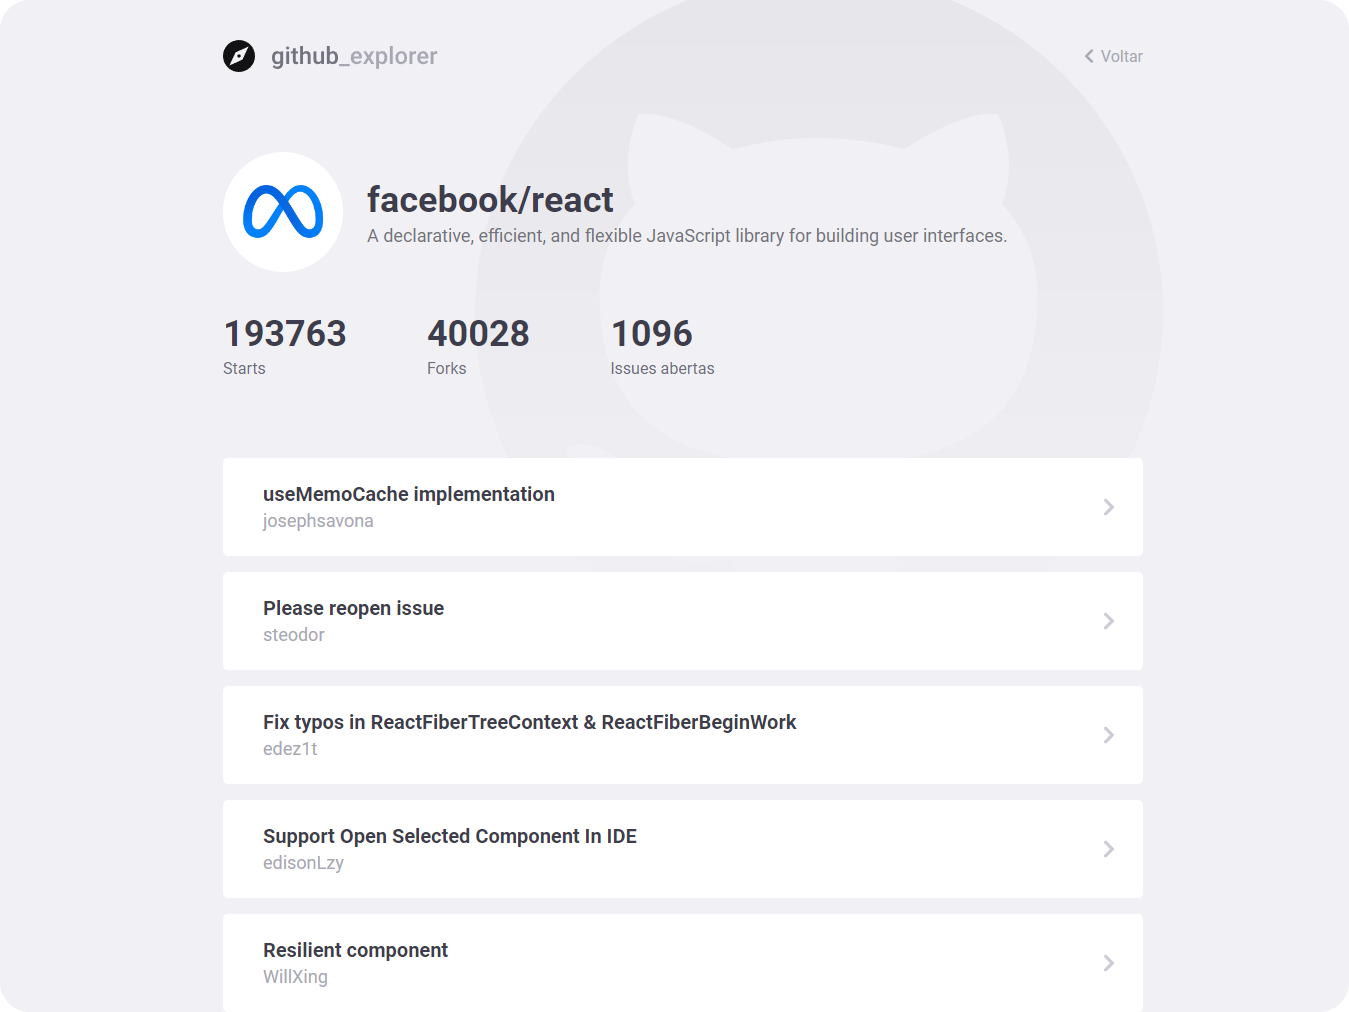 github_explorer
Voltar
facebook/react
A declarative, efficient, and flexible JavaScript library for building user interfaces.
193763 40028 1096
Starts Forks Issues abertas
useMemoCache implementation
josephsavona
Please reopen issue
steodor
Fix typos in ReactFiberTreeContext & ReactFiberBeginWork
edez1t
Support Open Selected Component In IDE
edisonLzy
Resilient component
WillXing